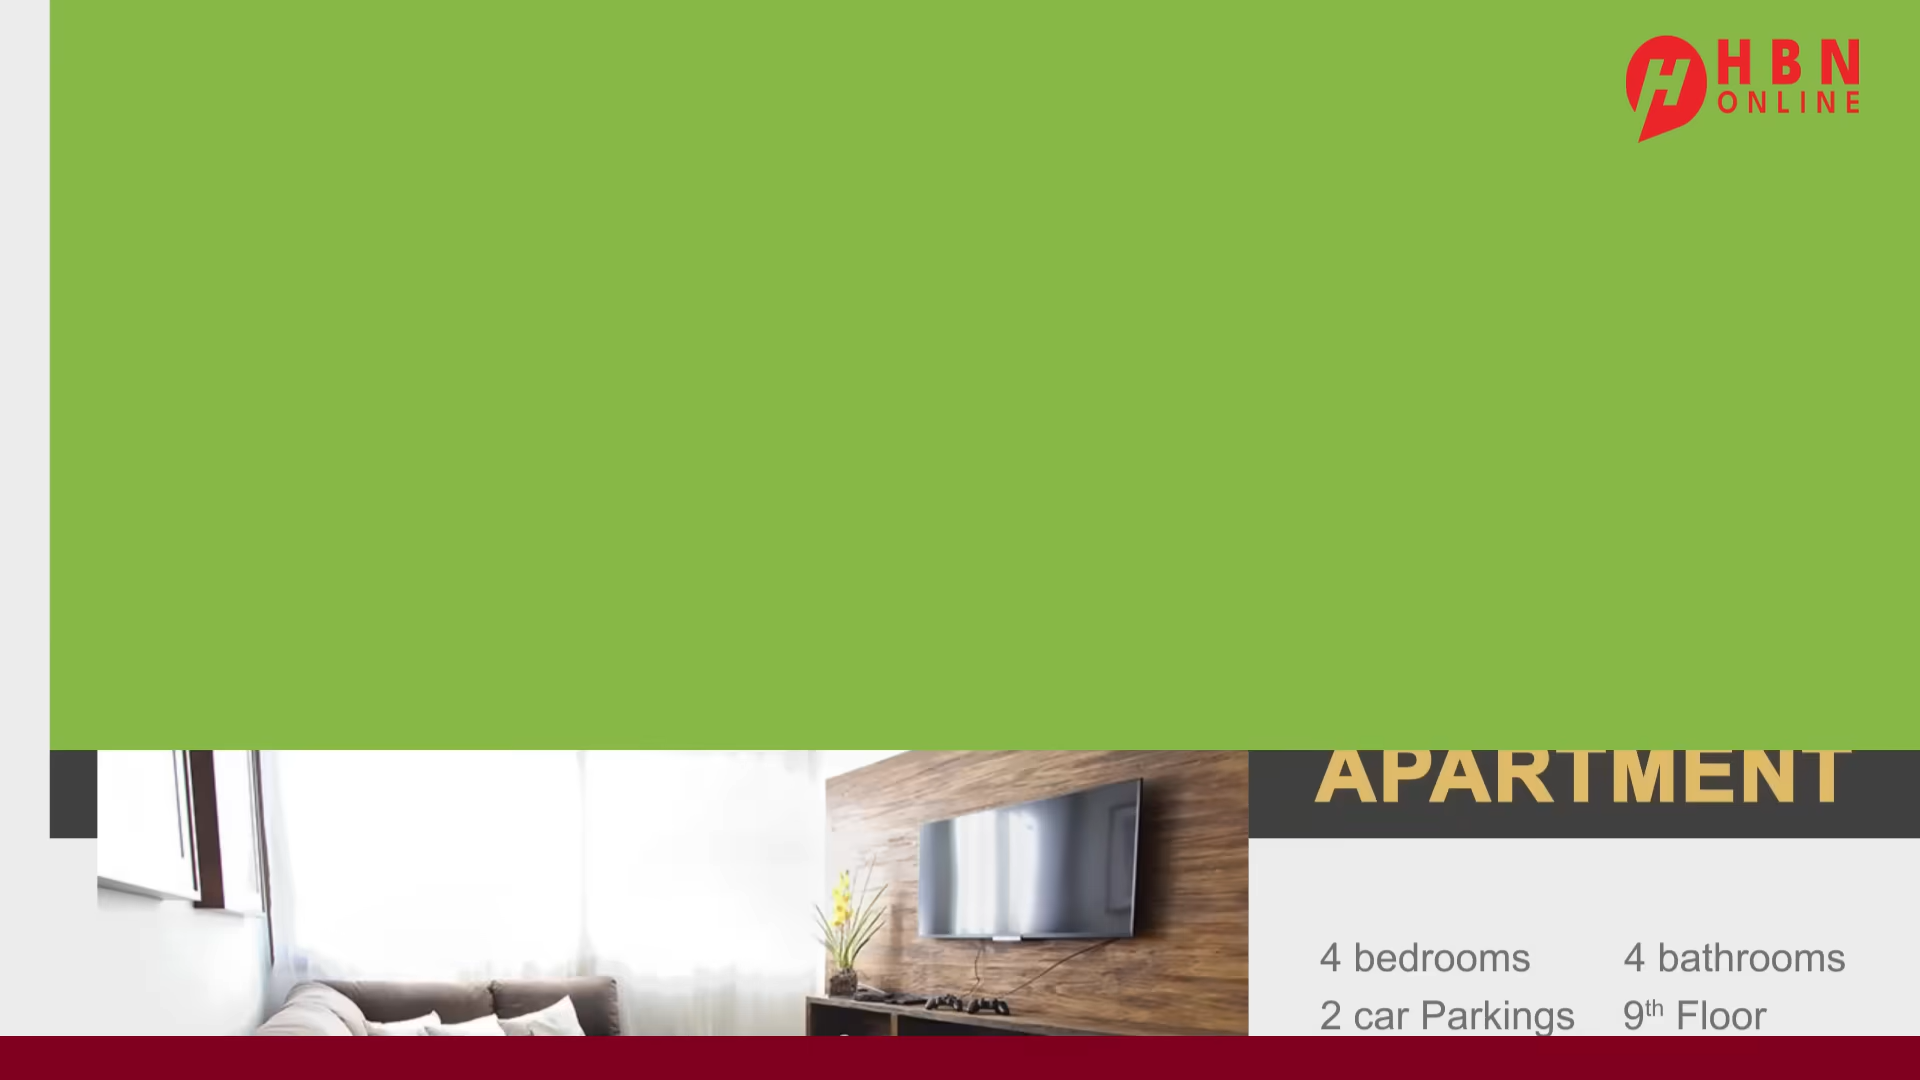 HBN
ONLINE
APARTMENT
4 bedrooms 4 bathrooms
2 car Parkings 9th Floor